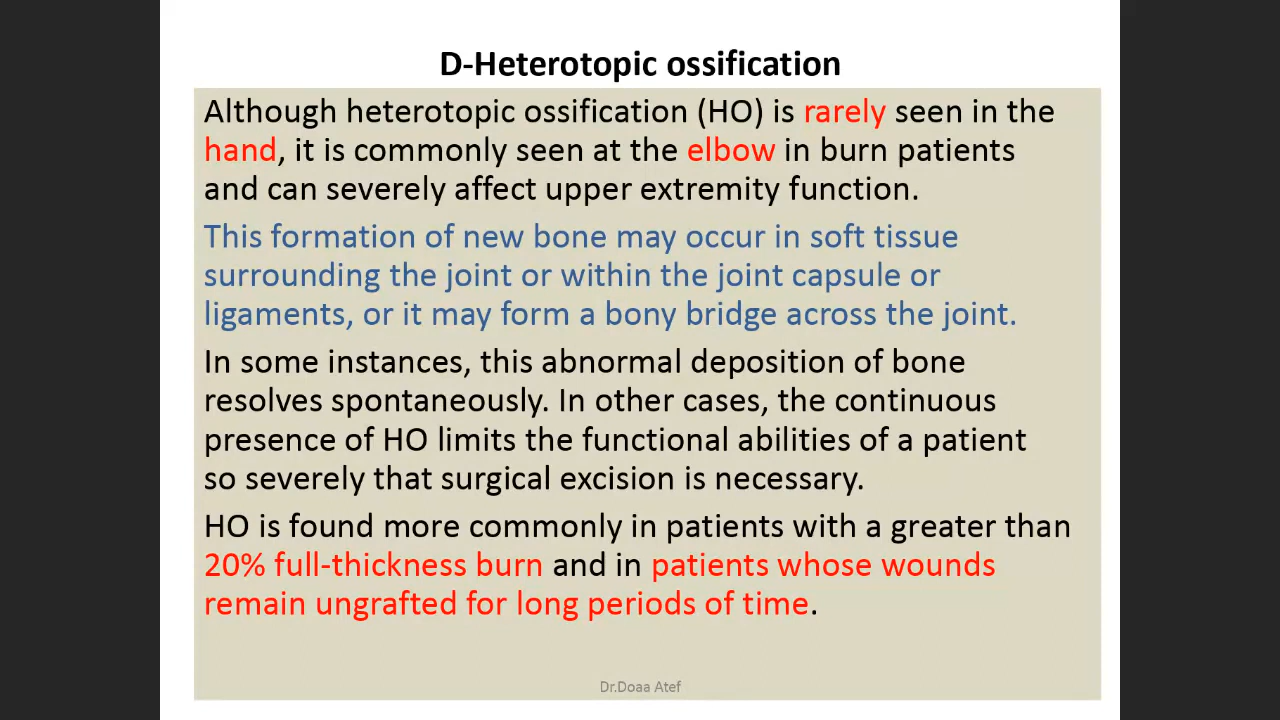 D-Heterotopic ossification
Although heterotopic ossification (HO) is rarely seen in the
hand, it is commonly seen at the elbow in burn patients
and can severely affect upper extremity function.
This formation of new bone may occur in soft tissue
surrounding the joint or within the joint capsule or
ligaments, or it may form a bony bridge across the joint.
In some instances, this abnormal deposition of bone
resolves spontaneously. In other cases, the continuous
presence of HO limits the functional abilities of a patient
so severely that surgical excision is necessary.
HO is found more commonly in patients with a greater than
20% full-thickness burn and in patients whose wounds
remain ungrafted for long periods of time.
Dr.Doaa Atef